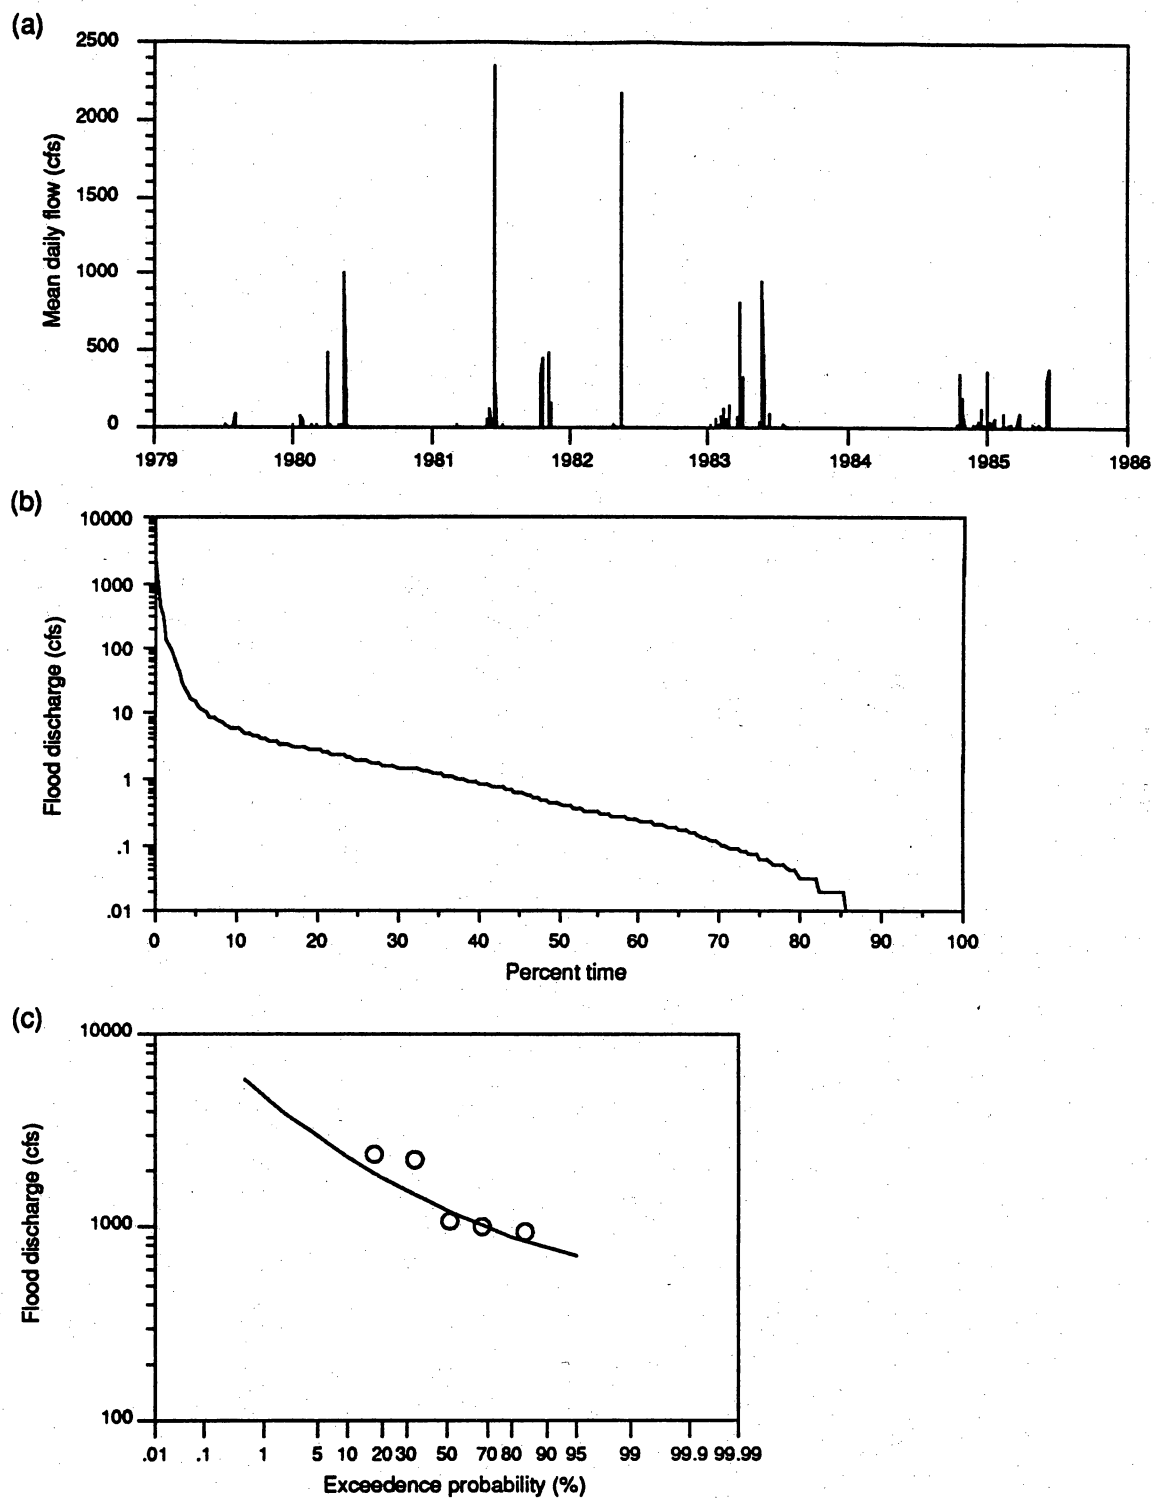 (a)
2500
2000
1500
1000
500
0
Mean daily flow (cfs)
1979 1980 1981 1982 1983 1984 1985 1986
(b)
10000
1000
100
10
1
.1
.01
Flood discharge (cfs)
0 10 20 30 40 50 60 70 80 90 100
Percent time
(c)
10000
1000
100
Flood discharge (cfs)
.01 .1 1 5 10 20 30 50 70 80 90 95 99 99.9 99.99
Exceedence probability (%)